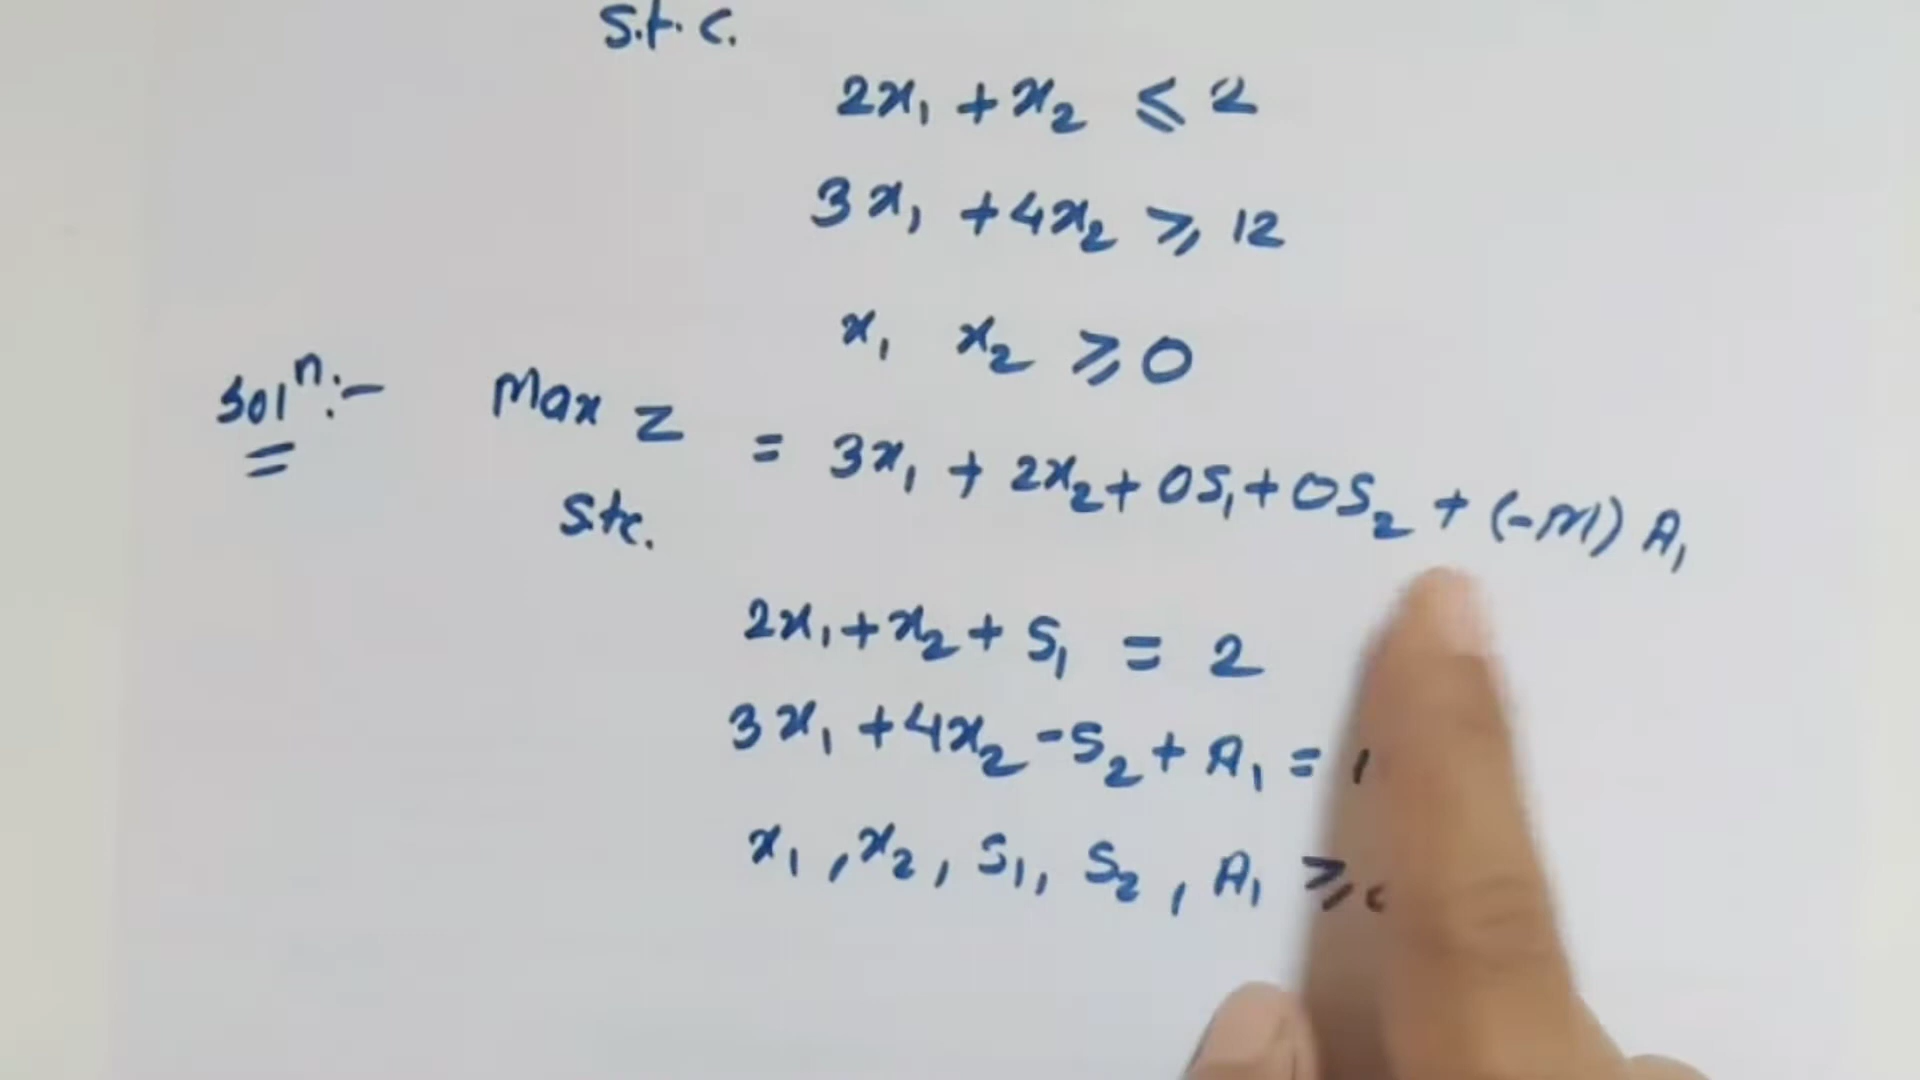 S.t.c.
2x₁ + x₂ ≤ 2
3x₁ + 4x₂ ≥ 12
x₁ x₂ ≥ 0
Solⁿ:- Max Z = 3x₁ + 2x₂ + 0S₁ + 0S₂ + (-M) A₁
Stc.
2x₁ + x₂ + S₁ = 2
3x₁ + 4x₂ - S₂ + A₁ = 1
x₁, x₂, S₁, S₂, A₁ ≥